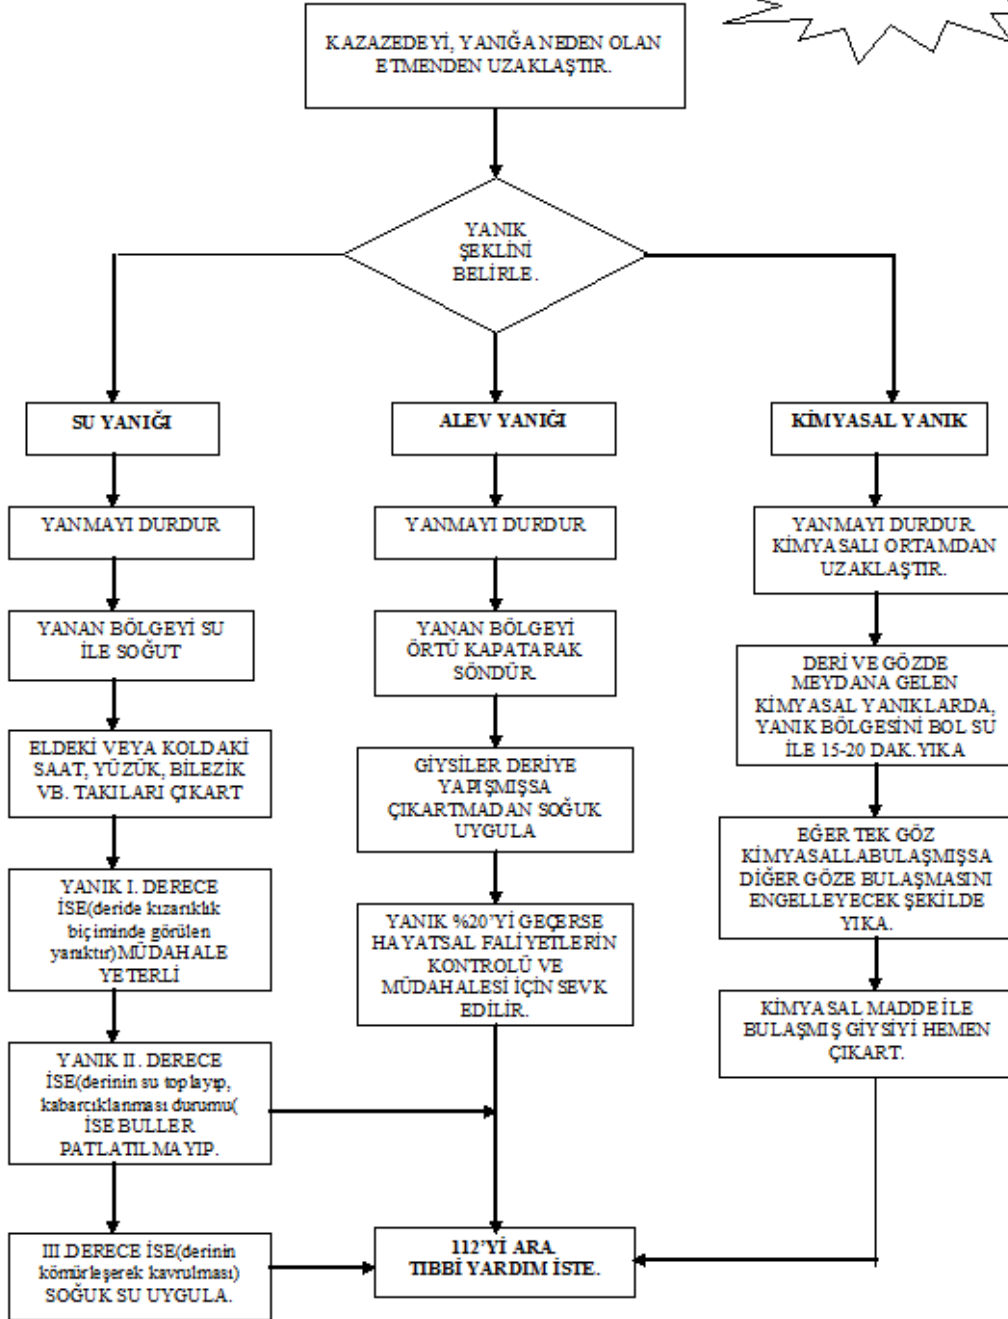 KAZAZEDEYİ, YANIĞA NEDEN OLAN
ETMENDEN UZAKLAŞTIR.
YANIK
ŞEKLİNİ
BELİRLE.
SU YANIĞI
YANMAYI DURDUR
YANAN BÖLGEYİ SU
İLE SOĞUT
ELDEKİ VEYA KOLDAKİ
SAAT, YÜZÜK, BİLEZİK
VB. TAKILARI ÇIKART
YANIK I. DERECE
İSE(deride kızarıklık
biçiminde görülen
yanıktır)MÜDAHALE
YETERLİ
YANIK II. DERECE
İSE(derinin su toplayıp,
kabarcıklanması durumu(
İSE BULLER
PATLATILMAYIP.
III.DERECE İSE(derinin
kömürleşerek kavrulması)
SOĞUK SU UYGULA.
ALEV YANIĞI
YANMAYI DURDUR
YANAN BÖLGEYİ
ÖRTÜ KAPATARAK
SÖNDÜR.
GİYSİLER DERİYE
YAPIŞMIŞSA
ÇIKARTMADAN SOĞUK
UYGULA
YANIK %20'Yİ GEÇERSE
HAYATSAL FALİYETLERİN
KONTROLÜ VE
MÜDAHALESİ İÇİN SEVK
EDİLİR.
112'Yİ ARA.
TIBBİ YARDIM İSTE.
KİMYASAL YANIK
YANMAYI DURDUR.
KİMYASALI ORTAMDAN
UZAKLAŞTIR.
DERİ VE GÖZDE
MEYDANA GELEN
KİMYASAL YANIKLARDA,
YANIK BÖLGESİNİ BOL SU
İLE 15-20 DAK.YIKA
EĞER TEK GÖZ
KİMYASALLABULAŞMIŞSA
DİĞER GÖZE BULAŞMASINI
ENGELLEYECEK ŞEKİLDE
YIKA.
KİMYASAL MADDE İLE
BULAŞMIŞ GİYSİYİ HEMEN
ÇIKART.